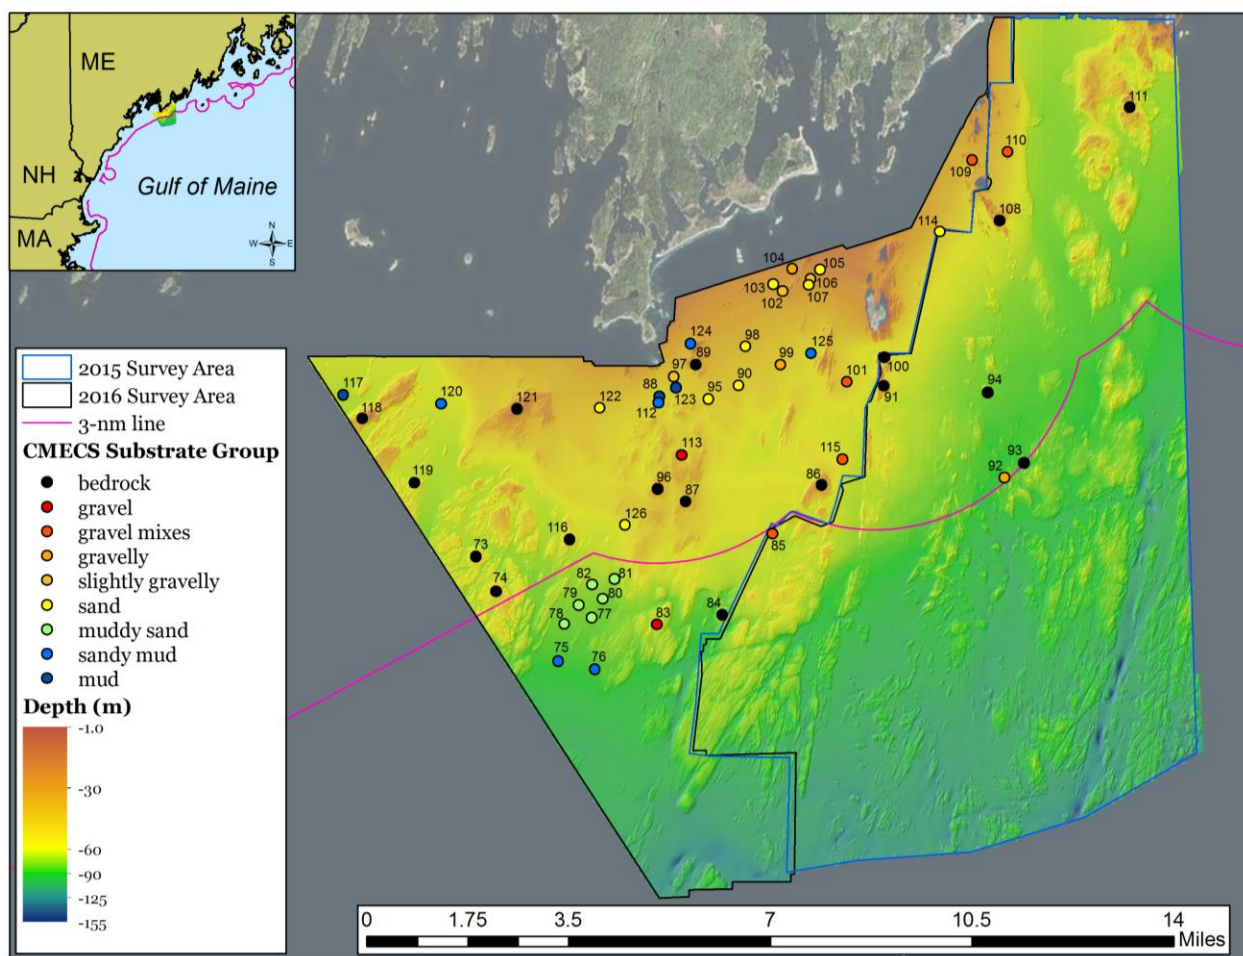 ME
NH
MA
Gulf of Maine
N
W E
S
2015 Survey Area
2016 Survey Area
3-nm line
CMECS Substrate Group
bedrock
gravel
gravel mixes
gravelly
slightly gravelly
sand
muddy sand
sandy mud
mud
Depth (m)
-1.0
-30
-60
-90
-125
-155
111
110
109
108
114
104
105
106
103
102
107
124
98
125
89
97
99
100
88
90
101
91
94
117
120
121
122
123
95
112
118
113
115
93
92
119
96
87
86
126
116
85
73
74
82
81
79
80
78
77
83
84
75
76
0 1.75 3.5 7 10.5 14
Miles